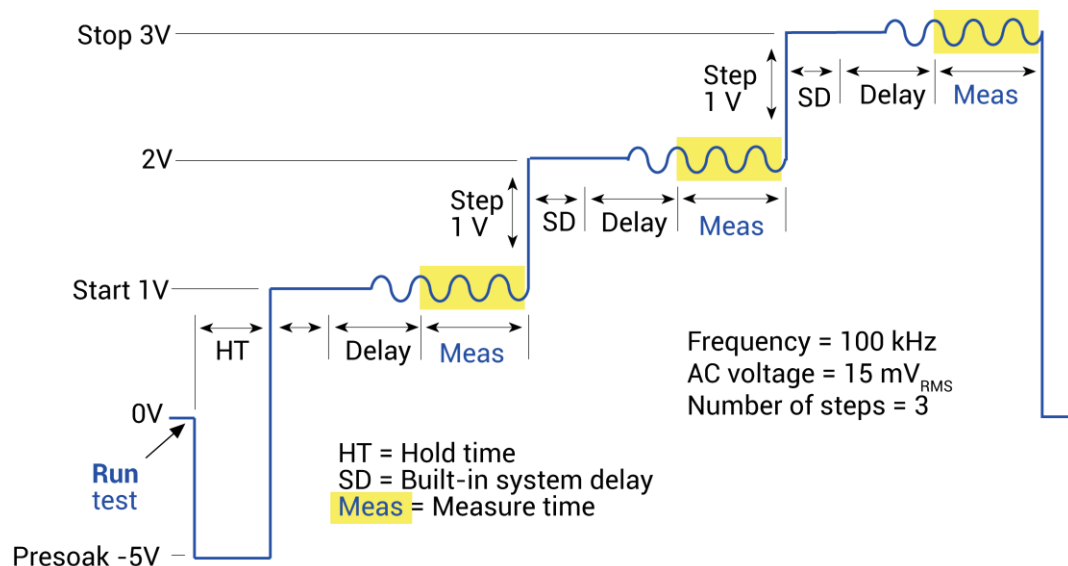 Stop 3V
Step
1 V
SD
Delay
Meas
2V
Step
1 V
SD
Delay
Meas
Start 1V
HT
Delay
Meas
Frequency = 100 kHz
AC voltage = 15 mVRMS
Number of steps = 3
0V
Run
test
HT = Hold time
SD = Built-in system delay
Meas = Measure time
Presoak -5V